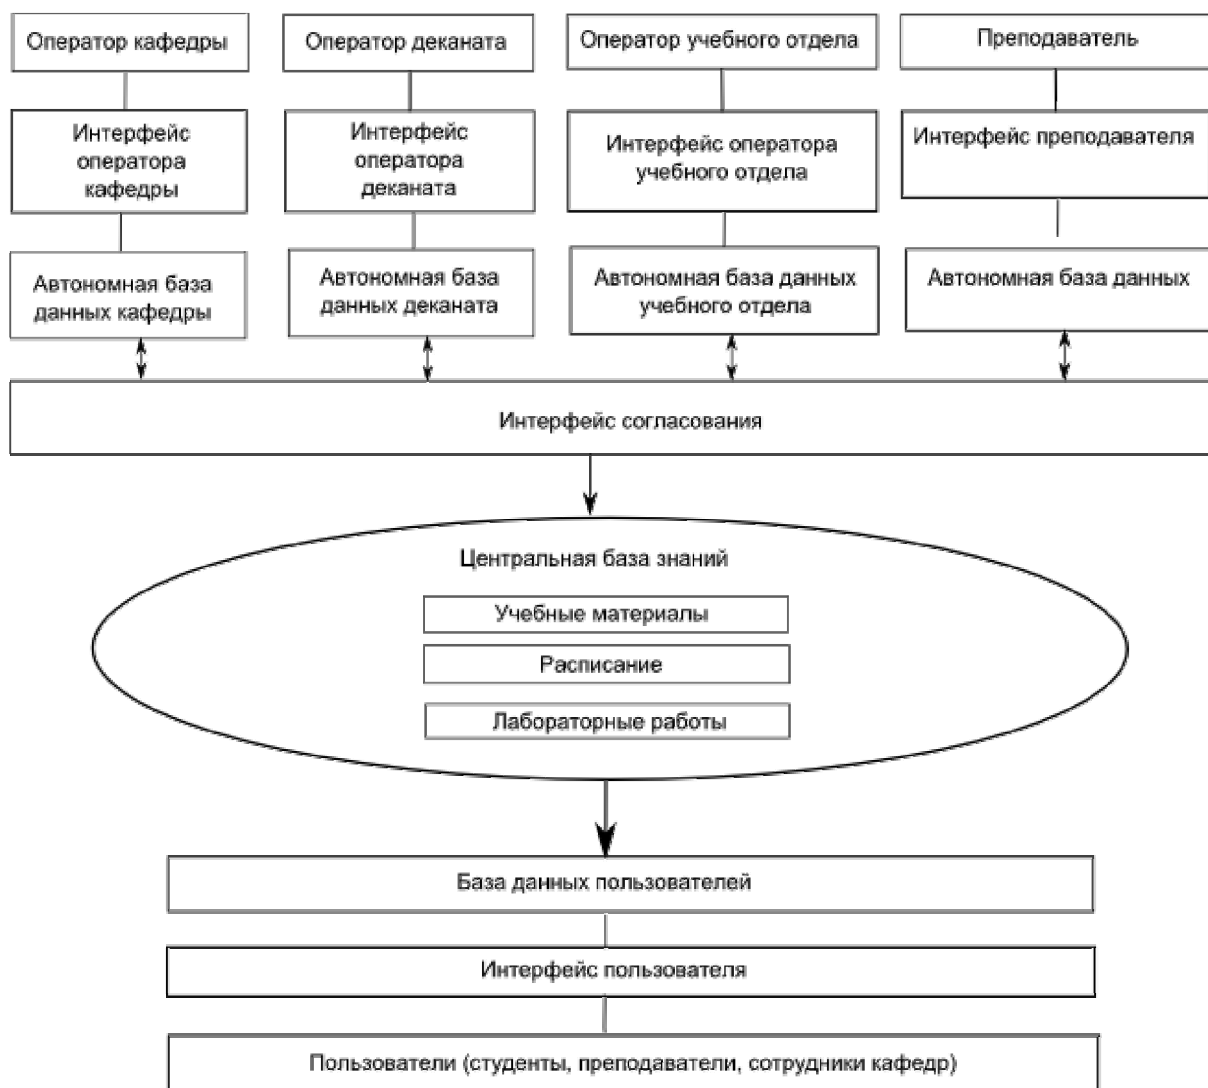 Оператор кафедры
Оператор деканата
Оператор учебного отдела
Преподаватель
Интерфейс
оператора
кафедры
Интерфейс
оператора
деканата
Интерфейс оператора
учебного отдела
Интерфейс преподавателя
Автономная база
данных кафедры
Автономная база
данных деканата
Автономная база данных
учебного отдела
Автономная база данных
Интерфейс согласования
Центральная база знаний
Учебные материалы
Расписание
Лабораторные работы
База данных пользователей
Интерфейс пользователя
Пользователи (студенты, преподаватели, сотрудники кафедр)